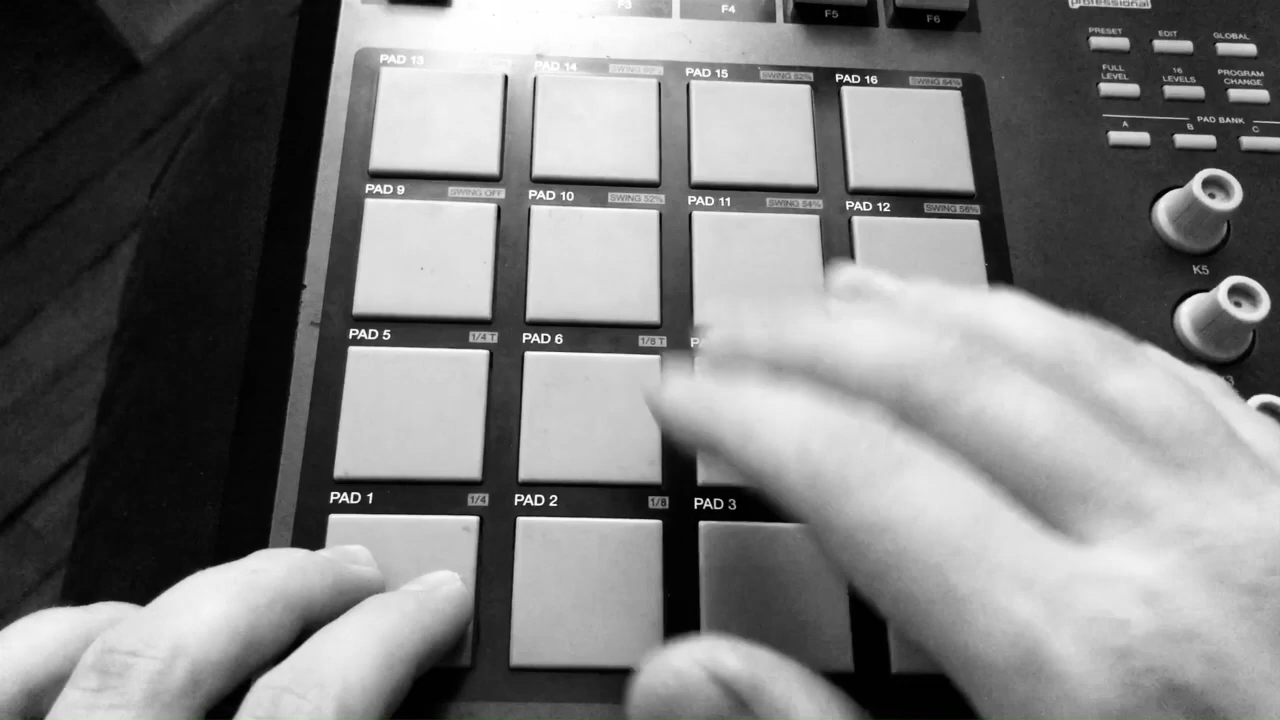 professional
F3
F4
F5
F6
PRESET
EDIT
GLOBAL
FULL
LEVEL
16
LEVELS
PROGRAM
CHANGE
PAD BANK
A
B
C
PAD 13
PAD 14
PAD 15 SWING 62%
PAD 16 SWING 64%
PAD 9 SWING OFF
PAD 10 SWING 52%
PAD 11 SWING 54%
PAD 12 SWING 56%
K5
PAD 5 1/4 T
PAD 6 1/8 T
PAD 1 1/4
PAD 2 1/8
PAD 3